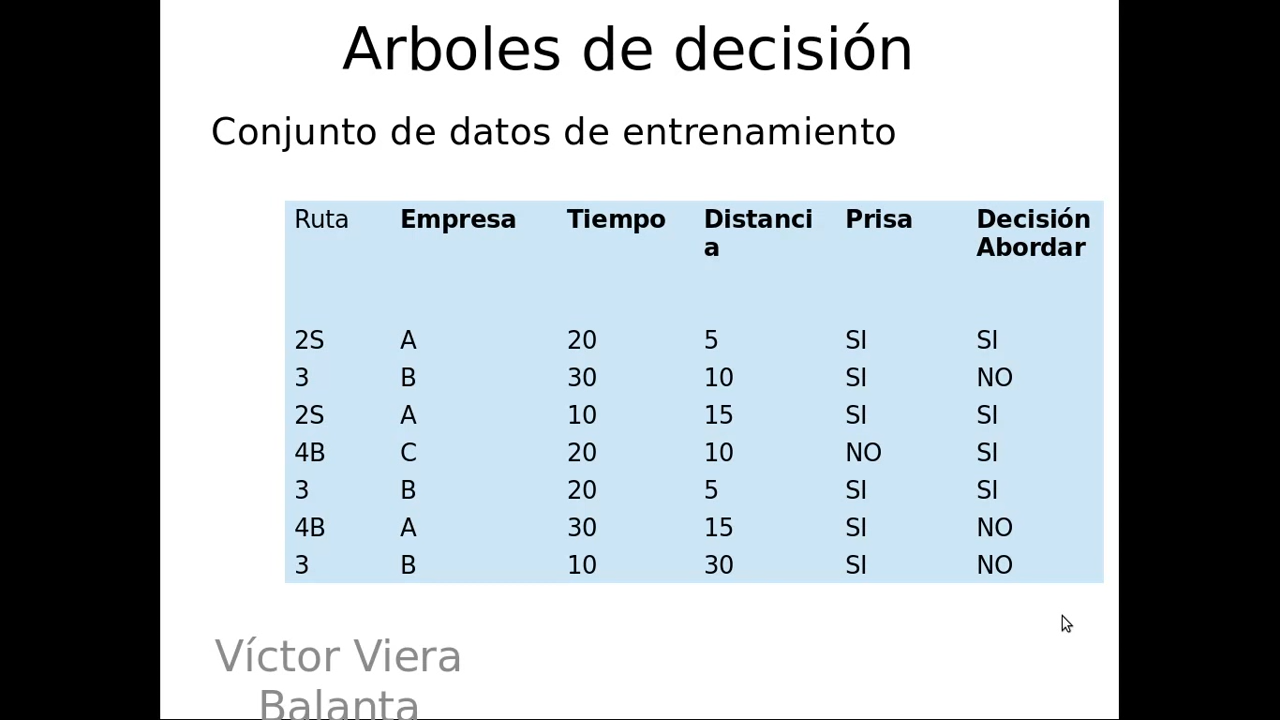 Arboles de decisión
Conjunto de datos de entrenamiento
Ruta Empresa Tiempo Distanci Prisa Decisión
a Abordar
2S A 20 5 SI SI
3 B 30 10 SI NO
2S A 10 15 SI SI
4B C 20 10 NO SI
3 B 20 5 SI SI
4B A 30 15 SI NO
3 B 10 30 SI NO
Víctor Viera
Balanta